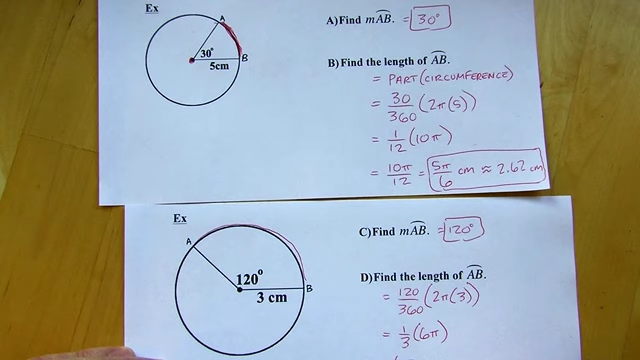 Ex
A
30°
B
5cm
A) Find mAB. = 30°
B) Find the length of AB.
= PART (CIRCUMFERENCE)
= 30/360 (2π(5))
= 1/12 (10π)
= 10π/12 = 5π/6 cm ≈ 2.62 cm
Ex
A
120°
B
3 cm
C) Find mAB. = 120°
D) Find the length of AB.
= 120/360 (2π(3))
= 1/3 (6π)